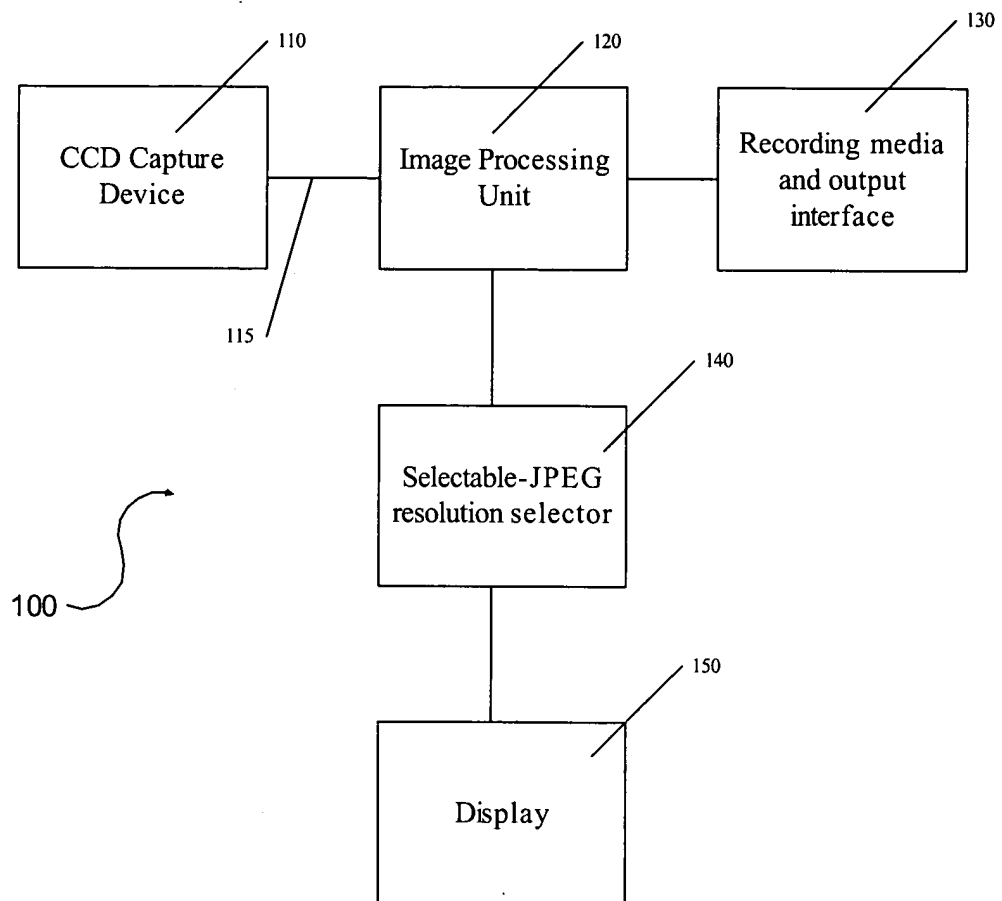 110
120
130
CCD Capture
Device
Image Processing
Unit
Recording media
and output
interface
115
140
Selectable-JPEG
resolution selector
100
150
Display